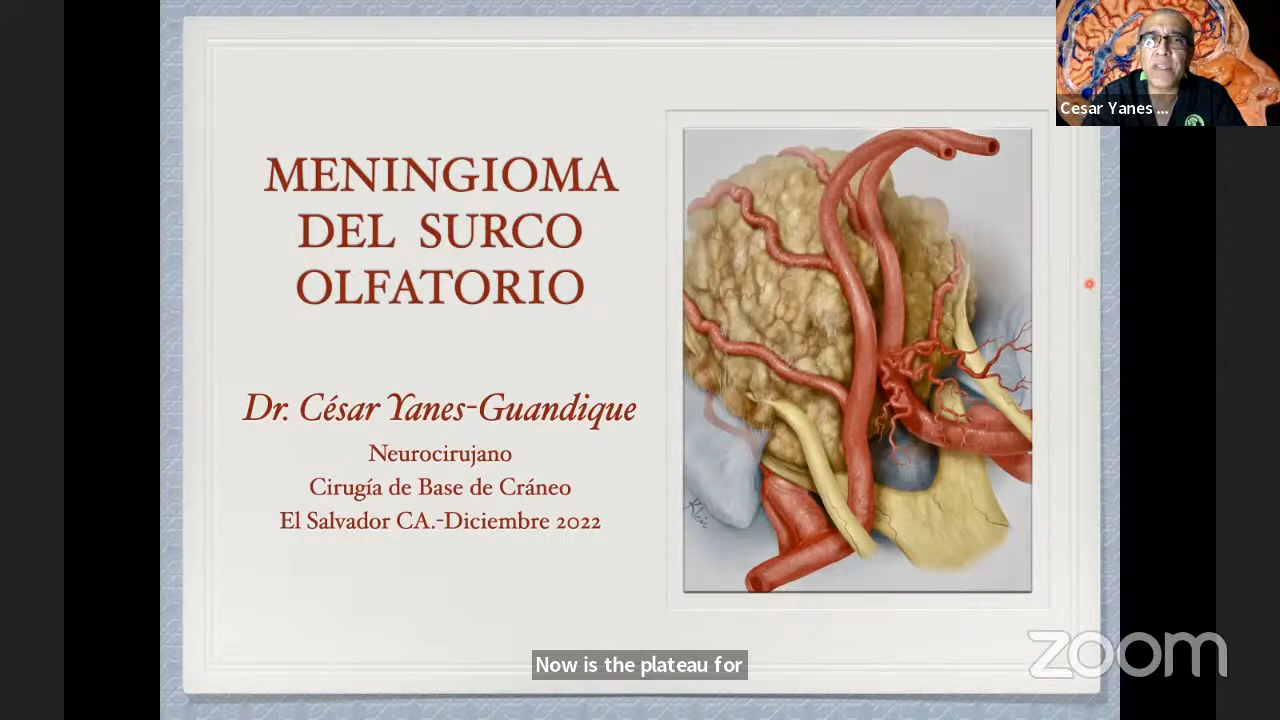 Cesar Yanes ...
MENINGIOMA
DEL SURCO
OLFATORIO
Dr. César Yanes-Guandique
Neurocirujano
Cirugía de Base de Cráneo
El Salvador CA.-Diciembre 2022
Klein
Now is the plateau for
zoom